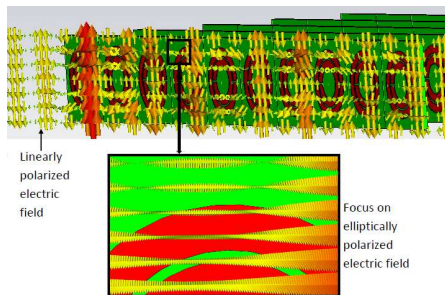 Linearly
polarized
electric
field
Focus on
elliptically
polarized
electric field